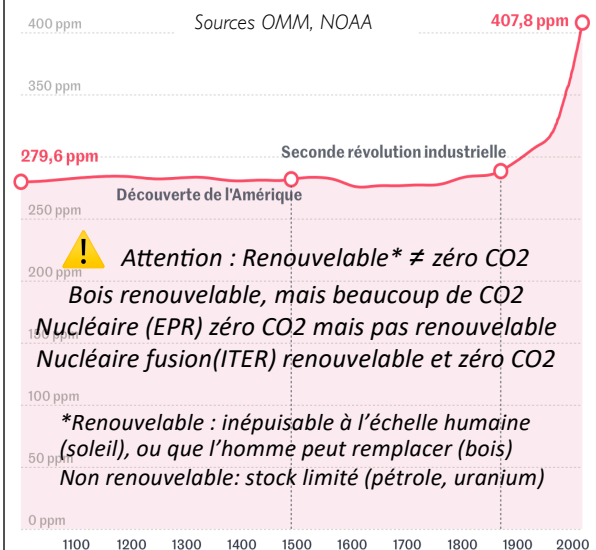 400 ppm
Sources OMM, NOAA
407,8 ppm
350 ppm
279,6 ppm
Seconde révolution industrielle
Découverte de l'Amérique
250 ppm
Attention : Renouvelable* ≠ zéro CO2
200 ppm
Bois renouvelable, mais beaucoup de CO2
Nucléaire (EPR) zéro CO2 mais pas renouvelable
150 ppm
Nucléaire fusion(ITER) renouvelable et zéro CO2
100 ppm
*Renouvelable : inépuisable à l’échelle humaine
(soleil), ou que l’homme peut remplacer (bois)
50 ppm
Non renouvelable: stock limité (pétrole, uranium)
0 ppm
1100 1200 1300 1400 1500 1600 1700 1800 1900 2000